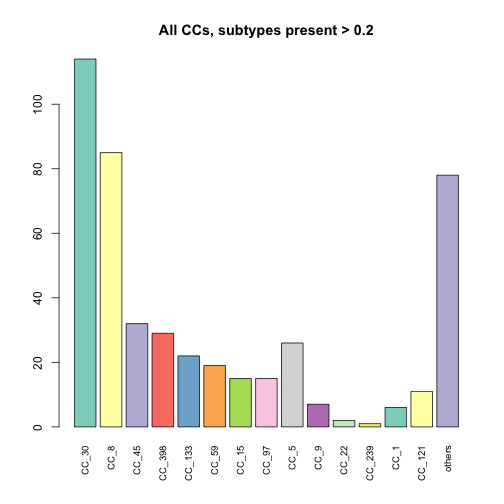 All CCs, subtypes present > 0.2
100
80
60
40
20
0
CC_30
CC_8
CC_45
CC_398
CC_133
CC_59
CC_15
CC_97
CC_5
CC_9
CC_22
CC_239
CC_1
CC_121
others